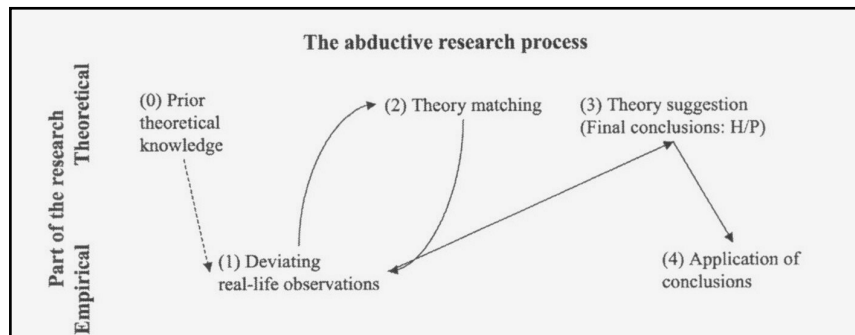 The abductive research process
Part of the research
Theoretical
Empirical
(0) Prior
theoretical
knowledge
(2) Theory matching
(3) Theory suggestion
(Final conclusions: H/P)
(1) Deviating
real-life observations
(4) Application of
conclusions